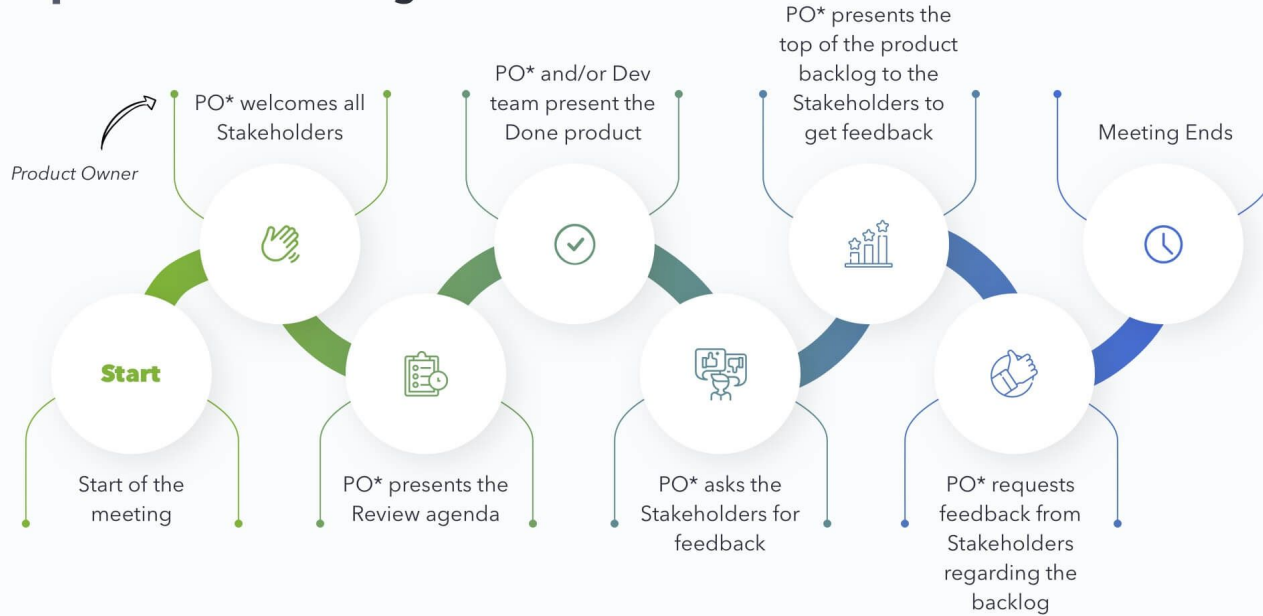 Product Owner
Start
Start of the
meeting
PO* welcomes all
Stakeholders
PO* presents the
Review agenda
PO* and/or Dev
team present the
Done product
PO* asks the
Stakeholders for
feedback
PO* presents the
top of the product
backlog to the
Stakeholders to
get feedback
PO* requests
feedback from
Stakeholders
regarding the
backlog
Meeting Ends